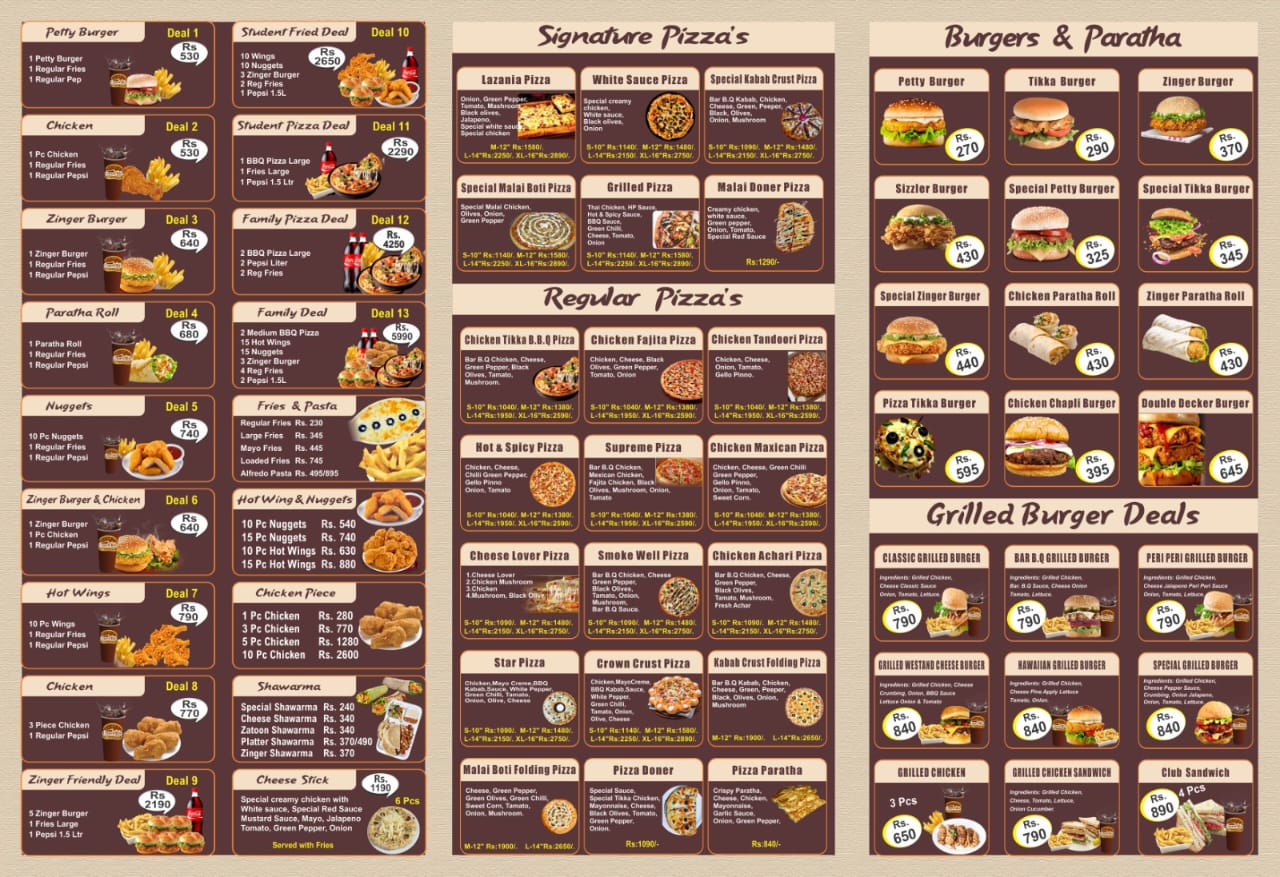 Petty Burger
Deal 1
Rs
530
1 Petty Burger
1 Regular Fries
1 Regular Pep
Chicken
Deal 2
Rs
530
1 Pc Chicken
1 Regular Fries
1 Regular Pepsi
Zinger Burger
Deal 3
Rs
640
1 Zinger Burger
1 Regular Fries
1 Regular Pepsi
Paratha Roll
Deal 4
Rs
680
1 Paratha Roll
1 Regular Fries
1 Regular Pepsi
Nuggets
Deal 5
Rs
740
10 Pc Nuggets
1 Regular Fries
1 Regular Pepsi
Zinger Burger & Chicken
Deal 6
Rs
640
1 Zinger Burger
1 Pc Chicken
1 Regular Pepsi
Hot Wings
Deal 7
Rs
790
10 Pc Wings
1 Regular Fries
1 Regular Pepsi
Chicken
Deal 8
Rs
770
3 Piece Chicken
1 Regular Pepsi
Zinger Friendly Deal
Deal 9
Rs
2190
5 Zinger Burger
1 Fries Large
1 Pepsi 1.5 Ltr
Student Fried Deal
Deal 10
Rs
2650
10 Wings
10 Nuggets
3 Zinger Burger
2 Reg Fries
1 Pepsi 1.5L
Student Pizza Deal
Deal 11
Rs
2290
1 BBQ Pizza Large
1 Fries Large
1 Pepsi 1.5 Ltr
Family Pizza Deal
Deal 12
Rs.
4250
2 BBQ Pizza Large
2 Pepsi Liter
2 Reg Fries
Family Deal
Deal 13
Rs.
5990
2 Medium BBQ Pizza
15 Hot Wings
15 Nuggets
3 Zinger Burger
4 Reg Fries
2 Pepsi 1.5L
Fries & Pasta
Regular Fries Rs. 230
Large Fries Rs. 345
Mayo Fries Rs. 445
Loaded Fries Rs. 745
Alfredo Pasta Rs. 495/895
Hot Wing & Nuggets
10 Pc Nuggets Rs. 540
15 Pc Nuggets Rs. 740
10 Pc Hot Wings Rs. 630
15 Pc Hot Wings Rs. 880
Chicken Piece
1 Pc Chicken Rs. 280
3 Pc Chicken Rs. 770
5 Pc Chicken Rs. 1280
10 Pc Chicken Rs. 2600
Shawarma
Special Shawarma Rs. 240
Cheese Shawarma Rs. 340
Zatoon Shawarma Rs. 340
Platter Shawarma Rs. 370/490
Zinger Shawarma Rs. 370
Cheese Stick
Rs.
1190
6 Pcs
Special creamy chicken with
White sauce, Special Red Sauce
Mustard Sauce, Mayo, Jalapeno
Tomato, Green Pepper, Onion
Served with Fries
Signature Pizza's
Lazania Pizza
Onion, Green Pepper,
Tomato, Mashroom
Black olives,
Jalapeno,
Special white sauce
Special chicken
M-12" Rs:1580/.
L-14"Rs:2250/. XL-16"Rs:2890/.
White Sauce Pizza
Special creamy
chicken,
White sauce,
Black olives,
Onion
S-10" Rs:1140/. M-12" Rs:1480/.
L-14"Rs:2150/. XL-16"Rs:2750/.
Special Kabab Crust Pizza
Bar B.Q Kabab, Chicken,
Cheese, Green, Peeper,
Black, Olives,
Onion, Mushroom
S-10" Rs:1090/. M-12" Rs:1480/.
L-14"Rs:2150/. XL-16"Rs:2750/.
Special Malai Boti Pizza
Special Malai Chicken,
Olives, Onion,
Green Pepper
S-10" Rs:1140/. M-12" Rs:1580/.
L-14"Rs:2250/. XL-16"Rs:2890/.
Grilled Pizza
Thai Chicken, HP Sauce,
Hot & Spicy Sauce,
BBQ Sauce,
Green Chilli,
Cheese, Tomato,
Onion
S-10" Rs:1140/. M-12" Rs:1580/.
L-14"Rs:2250/. XL-16"Rs:2890/.
Malai Doner Pizza
Creamy chicken,
white sauce,
Green pepper,
Onion, Tomato,
Special Red Sauce
Rs:1290/-
Regular Pizza's
Chicken Tikka B.B.Q Pizza
Bar B.Q Chicken, Cheese,
Green Pepper, Black
Olives, Tamato,
Mushroom.
S-10" Rs:1040/. M-12" Rs:1380/.
L-14"Rs:1950/. XL-16"Rs:2590/.
Chicken Fajita Pizza
Chicken, Cheese, Black
Olives, Green Pepper,
Tomato, Onion
S-10" Rs:1040/. M-12" Rs:1380/.
L-14"Rs:1950/. XL-16"Rs:2590/.
Chicken Tandoori Pizza
Chicken, Cheese,
Onion, Tamato,
Gello Pinno.
S-10" Rs:1040/. M-12" Rs:1380/.
L-14"Rs:1950/. XL-16"Rs:2590/.
Hot & Spicy Pizza
Chicken, Cheese,
Chili Green Pepper,
Gello Pinno
Onion, Tamato
S-10" Rs:1040/. M-12" Rs:1380/.
L-14"Rs:1950/. XL-16"Rs:2590/.
Supreme Pizza
Bar B.Q Chicken,
Mexican Chicken,
Fajita Chicken, Black
Olives, Mushroom, Onion,
Tamato
S-10" Rs:1040/. M-12" Rs:1380/.
L-14"Rs:1950/. XL-16"Rs:2590/.
Chicken Maxican Pizza
Chicken, Cheese, Green Chilli
Green Pepper,
Gello Pinno,
Onion, Tamato,
Sweet Corn.
S-10" Rs:1040/. M-12" Rs:1380/.
L-14"Rs:1950/. XL-16"Rs:2590/.
Cheese Lover Pizza
1.Cheese Lover
2.Chicken Mushroom
3.Chicken
4.Mushroom, Black Olive
S-10" Rs:1090/. M-12" Rs:1480/.
L-14"Rs:2150/. XL-16"Rs:2750/.
Smoke Well Pizza
Bar B.Q Chicken, Cheese
Green Pepper,
Black Olives,
Tamato, Onion,
Mushroom,
Bar B.Q Sauce.
S-10" Rs:1090/. M-12" Rs:1480/.
L-14"Rs:2150/. XL-16"Rs:2750/.
Chicken Achari Pizza
Bar B.Q Chicken, Cheese,
Green Pepper,
Black Olives,
Tamato, Mushroom,
Fresh Achar
S-10" Rs:1090/. M-12" Rs:1480/.
L-14"Rs:2150/. XL-16"Rs:2750/.
Star Pizza
Chicken,Mayo Creme,BBQ
Kabab,Sauce, White Pepper,
Green Chilli, Tamato,
Onion, Olive, Cheese
S-10" Rs:1090/. M-12" Rs:1480/.
L-14"Rs:2150/. XL-16"Rs:2750/.
Crown Crust Pizza
Chicken,MayoCrema,
BBQ Kabab,Sauce,
White Pepper,
Green Chilli,
Tamato, Onion,
Olive, Cheese
S-10" Rs:1140/. M-12" Rs:1580/.
L-14"Rs:2250/. XL-16"Rs:2890/.
Kabab Crust Folding Pizza
Bar B.Q Kabab, Chicken,
Cheese, Green, Peeper,
Black, Olives, Onion,
Mushroom
M-12" Rs:1900/. L-14"Rs:2650/.
Malai Boti Folding Pizza
Cheese, Green Pepper,
Green Olives, Green Chilli,
Sweet Corn, Tamato,
Onion, Mushroom.
M-12" Rs:1900/. L-14"Rs:2650/.
Pizza Doner
Special Sauce,
Special Tikka Chicken,
Mayonnaise, Cheese,
Black Olives, Tamato,
Green Pepper,
Onion.
Rs:1090/-
Pizza Paratha
Crispy Paratha,
Cheese, Chicken,
Mayonnaise,
Garlic Sauce,
Onion, Green Pepper,
Rs:840/-
Burgers & Paratha
Petty Burger
Rs.
270
Tikka Burger
Rs.
290
Zinger Burger
Rs.
370
Sizzler Burger
Rs.
430
Special Petty Burger
Rs.
325
Special Tikka Burger
Rs.
345
Special Zinger Burger
Rs.
440
Chicken Paratha Roll
Rs.
430
Zinger Paratha Roll
Rs.
430
Pizza Tikka Burger
Rs.
595
Chicken Chapli Burger
Rs.
395
Double Decker Burger
Rs.
645
Grilled Burger Deals
CLASSIC GRILLED BURGER
Ingredients: Grilled Chicken,
Cheese Classic Sauce
Onion, Tomato, Lettuce.
Rs.
790
BAR B.Q GRILLED BURGER
Ingredients: Grilled Chicken,
Bar. B.Q Sauce, Cheese Onion
Tamato, Lettuce.
Rs.
790
PERI PERI GRILLED BURGER
Ingredients: Grilled Chicken,
Cheese Jalapeno Peri Peri Sauce
Onion, Tomato, Lettuce.
Rs.
790
GRILLED WESTAND CHEESE BURGER
Ingredients: Grilled Chicken, Cheese
Crumbing, Onion, BBQ Sauce
Lettuce Onion & Tomato
Rs.
840
HAWAIIAN GRILLED BURGER
Ingredients: Grilled Chicken,
Cheese Pine Apply Lettuce
Tamato, Onion.
Rs.
840
SPECIAL GRILLED BURGER
Ingredients: Grilled Chicken,
Cheese Pepper Sauce,
Crumbing, Onion Jalapeno,
Onion, Tamato, Lettuce.
Rs.
840
GRILLED CHICKEN
3 Pcs
Rs.
650
GRILLED CHICKEN SANDWICH
Ingredients: Grilled Chicken,
Cheese, Tomato, Lettuce,
Onion Cucumber.
Rs.
790
Club Sandwich
Rs.
890
4 Pcs